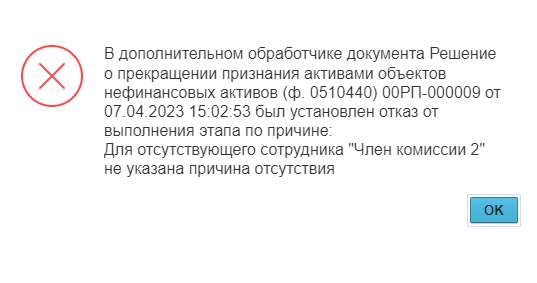 В дополнительном обработчике документа Решение
о прекращении признания активами объектов
нефинансовых активов (ф. 0510440) 00РП-000009 от
07.04.2023 15:02:53 был установлен отказ от
выполнения этапа по причине:
Для отсутствующего сотрудника "Член комиссии 2"
не указана причина отсутствия
ОК